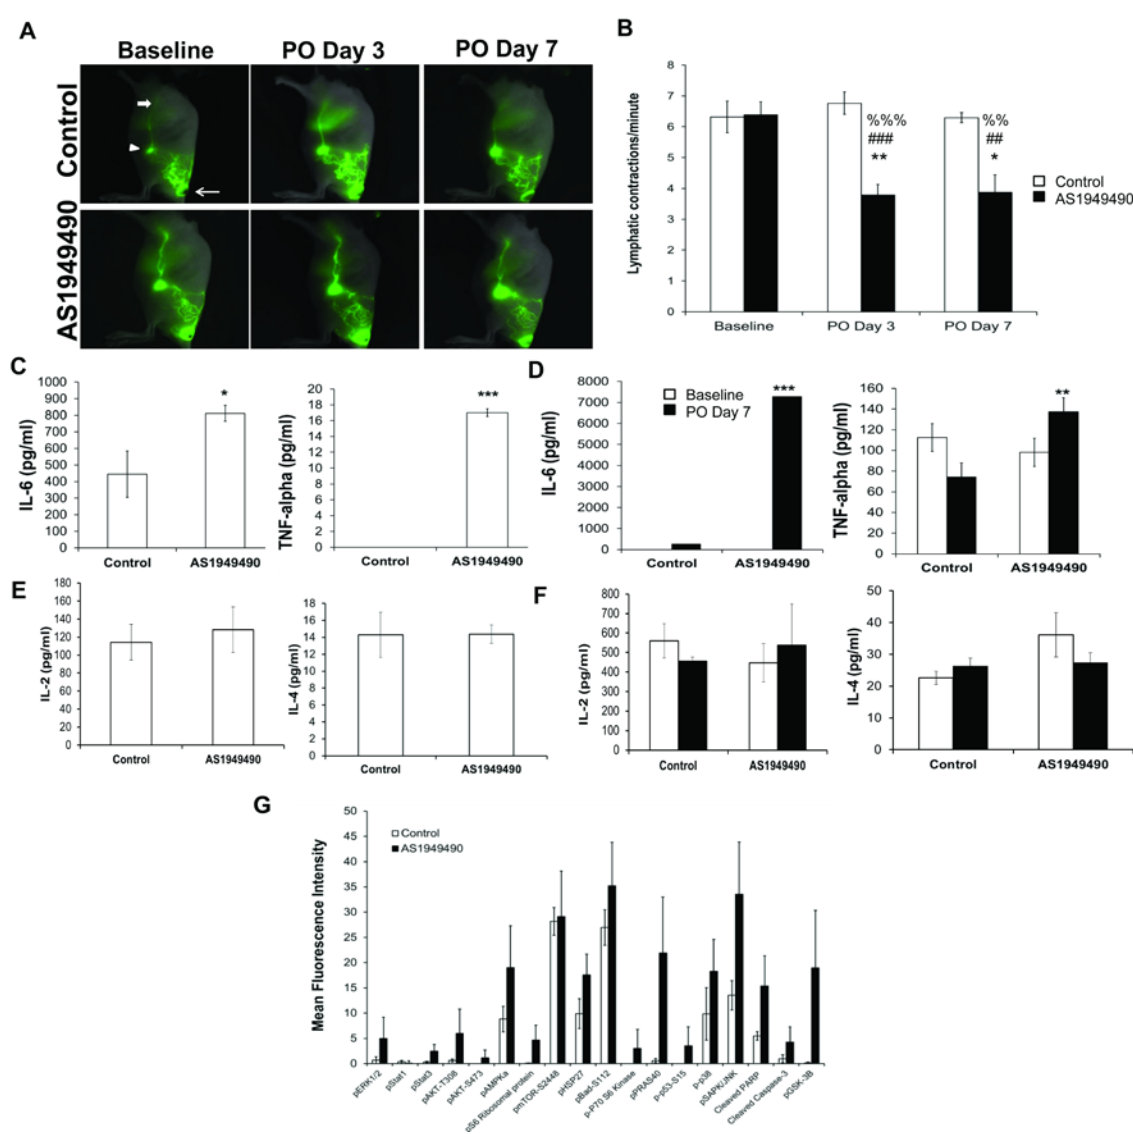 A
Baseline
PO Day 3
PO Day 7
Control
AS1949490
B
Lymphatic contractions/minute
8
7
6
5
4
3
2
1
0
%%%
###
**
%%
##
*
Control
AS1949490
Baseline
PO Day 3
PO Day 7
C
IL-6 (pg/ml)
1000
900
800
700
600
500
400
300
200
100
0
*
Control
AS1949490
TNF-alpha (pg/ml)
20
18
16
14
12
10
8
6
4
2
0
***
Control
AS1949490
D
IL-6 (pg/ml)
8000
7000
6000
5000
4000
3000
2000
1000
0
Baseline
PO Day 7
***
Control
AS1949490
TNF-alpha (pg/ml)
160
140
120
100
80
60
40
20
0
**
Control
AS1949490
E
IL-2 (pg/ml)
180
160
140
120
100
80
60
40
20
0
Control
AS1949490
IL-4 (pg/ml)
18
16
14
12
10
8
6
4
2
0
Control
AS1949490
F
IL-2 (pg/ml)
800
700
600
500
400
300
200
100
0
Control
AS1949490
IL-4 (pg/ml)
50
40
30
20
10
0
Control
AS1949490
G
Mean Fluorescence Intensity
50
45
40
35
30
25
20
15
10
5
0
Control
AS1949490
pERK1/2
pStat1
pStat3
pAKT-T308
pAKT-S473
pAMPKa
pS6 Ribosomal protein
pmTOR-S2448
pHSP27
pBad-S112
p-P70 S6 Kinase
pPRAS40
p-p53-S15
p-p38
pSAPK/JNK
Cleaved PARP
Cleaved Caspase-3
pGSK-3B